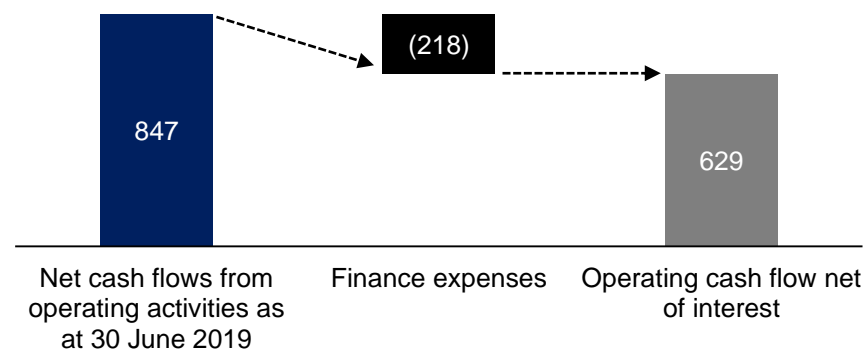 (218)
847
629
Net cash flows from
operating activities as
at 30 June 2019
Finance expenses
Operating cash flow net
of interest